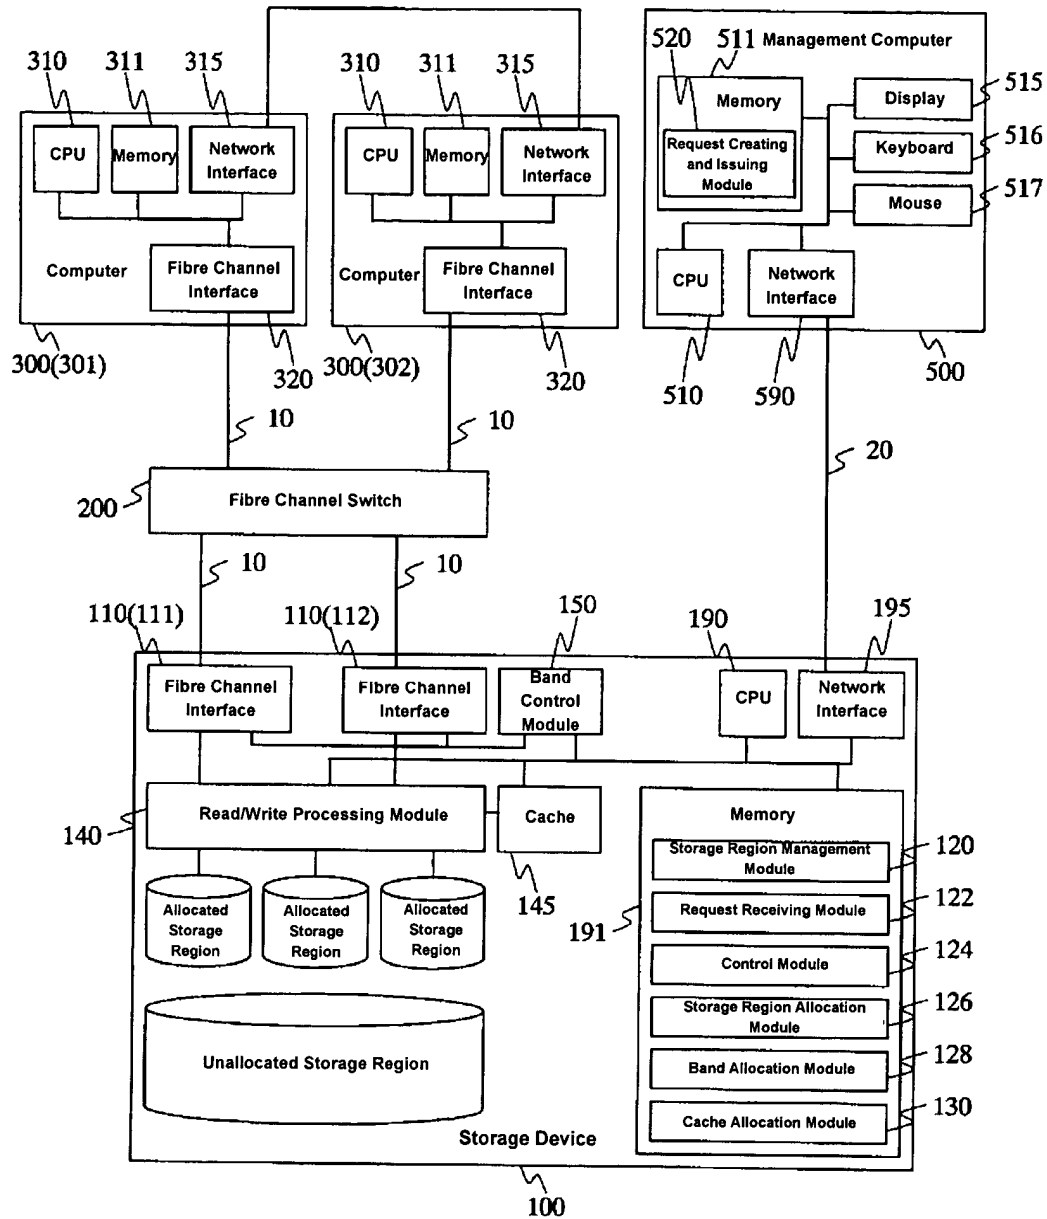 310
311
315
310
311
315
520
511
Management Computer
CPU
Memory
Network
Interface
CPU
Memory
Network
Interface
Memory
Request Creating
and Issuing
Module
Display
515
Keyboard
516
Mouse
517
Computer
Fibre Channel
Interface
Computer
Fibre Channel
Interface
CPU
Network
Interface
300(301)
320
300(302)
320
510
590
500
10
10
20
200
Fibre Channel Switch
10
10
110(111)
110(112)
150
190
195
Fibre Channel
Interface
Fibre Channel
Interface
Band
Control
Module
CPU
Network
Interface
140
Read/Write Processing Module
Cache
145
Memory
Storage Region Management
Module
120
Request Receiving Module
122
191
Control Module
124
Storage Region Allocation
Module
126
Band Allocation Module
128
Cache Allocation Module
130
Allocated
Storage
Region
Allocated
Storage
Region
Allocated
Storage
Region
Unallocated Storage Region
Storage Device
100